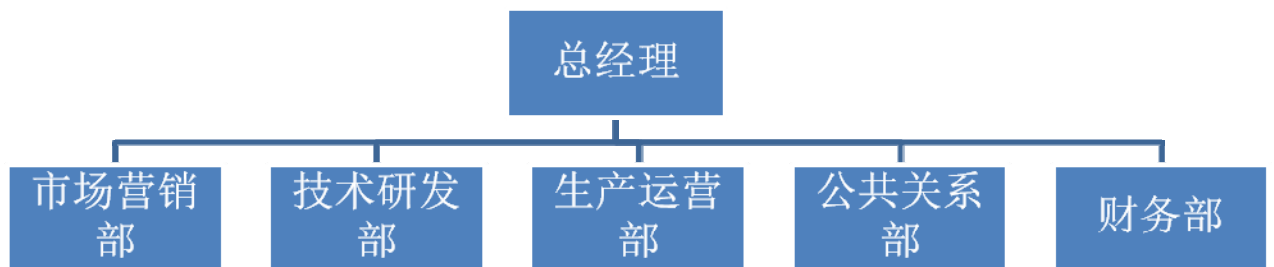 总经理
市场营销
部
技术研发
部
生产运营
部
公共关系
部
财务部